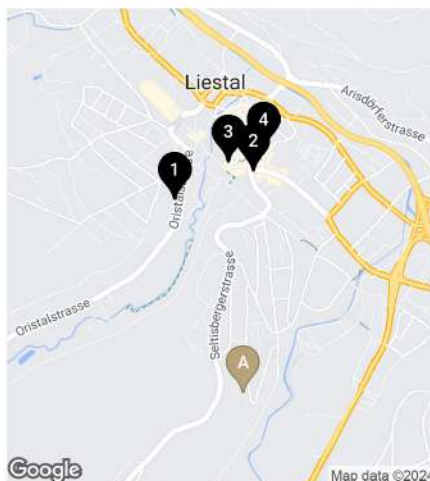 Liestal
Arisdörferstrasse
4
3
2
1
Oristalstrasse
Oristalstrasse
Seltisbergerstrasse
A
Google
Map data ©2024